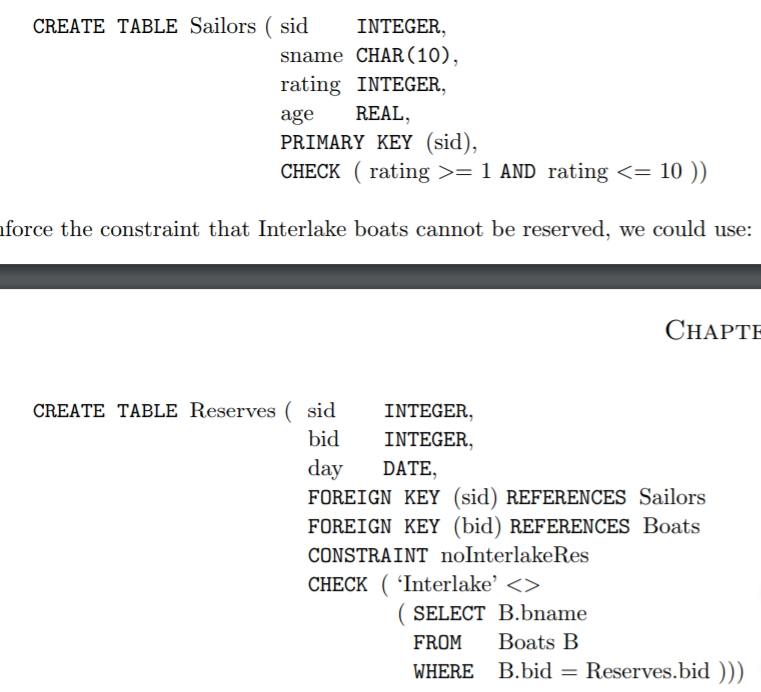 CREATE TABLE Sailors ( sid INTEGER,
sname CHAR(10),
rating INTEGER,
age REAL,
PRIMARY KEY (sid),
CHECK ( rating >= 1 AND rating <= 10 ))
nforce the constraint that Interlake boats cannot be reserved, we could use:
CHAPTE
CREATE TABLE Reserves ( sid INTEGER,
bid INTEGER,
day DATE,
FOREIGN KEY (sid) REFERENCES Sailors
FOREIGN KEY (bid) REFERENCES Boats
CONSTRAINT noInterlakeRes
CHECK ( ‘Interlake’ <>
( SELECT B.bname
FROM Boats B
WHERE B.bid = Reserves.bid )))